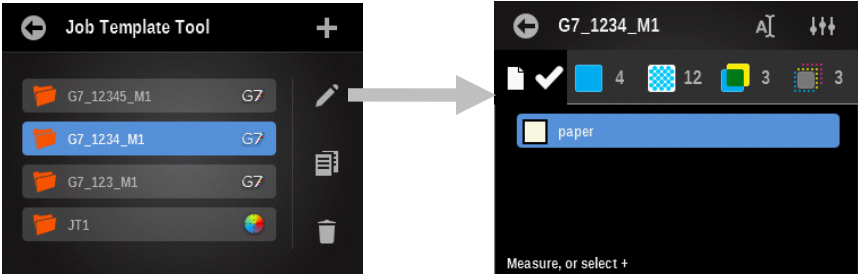 Job Template Tool
G7_12345_M1 G7
G7_1234_M1 G7
G7_123_M1 G7
JT1
G7_1234_M1 A
4 12 3 3
paper
Measure, or select +